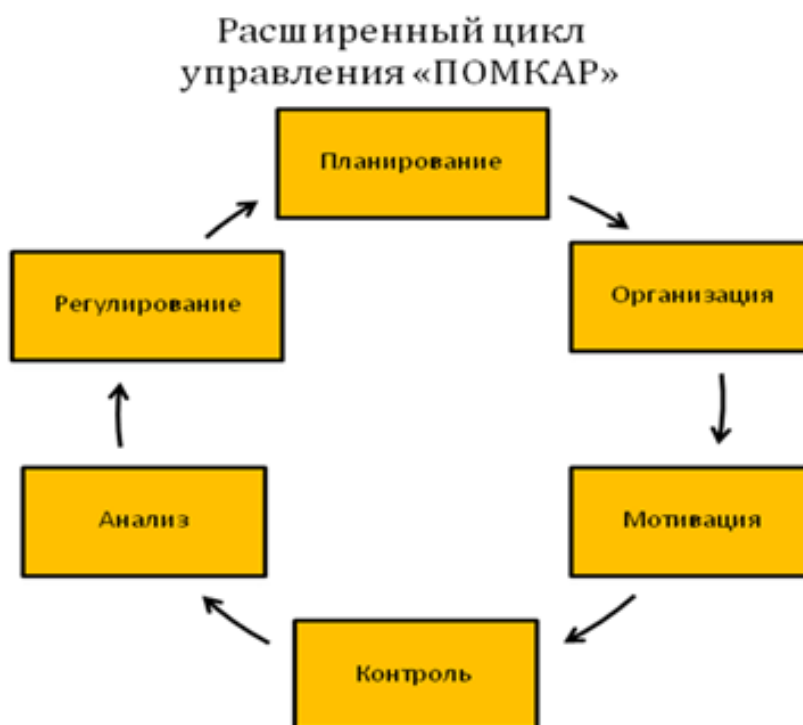 Расширенный цикл
управления «ПОМКАР»
Планирование
Организация
Мотивация
Контроль
Анализ
Регулирование